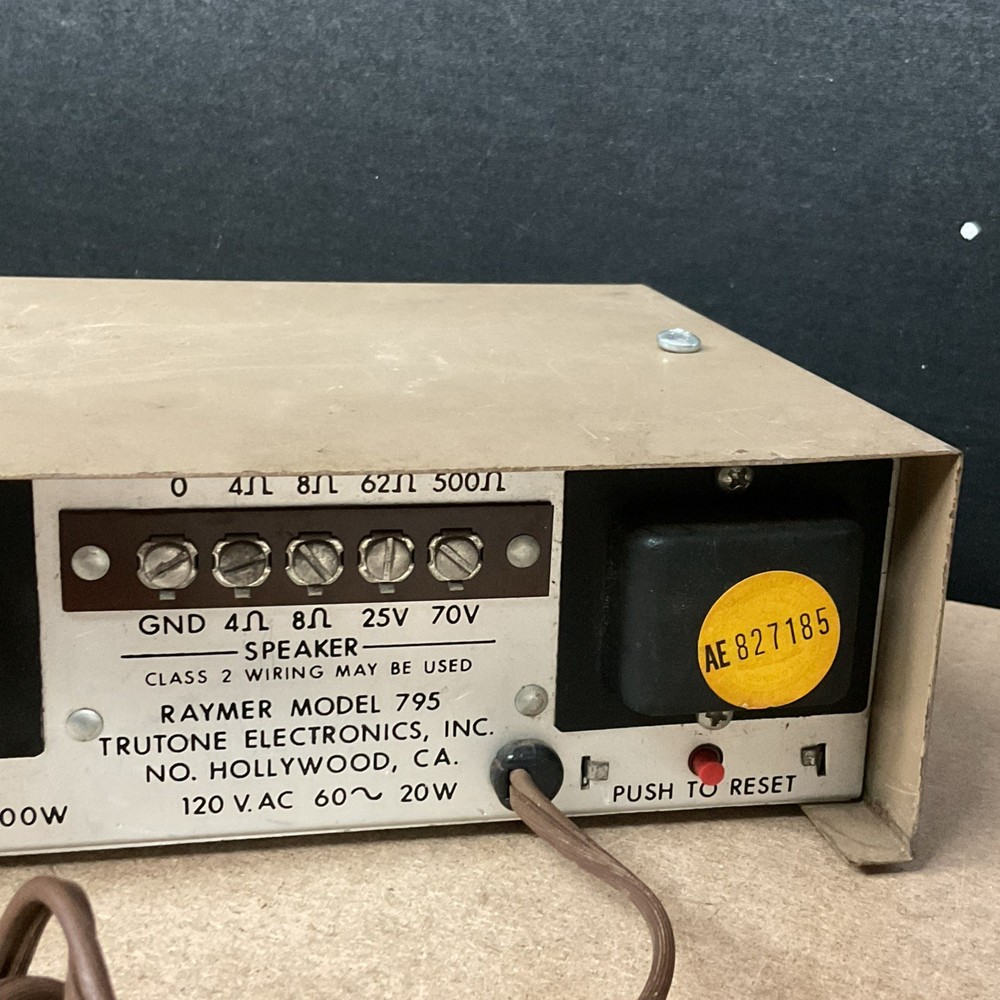 0 4Ω 8Ω 62Ω 500Ω
GND 4Ω 8Ω 25V 70V
SPEAKER
CLASS 2 WIRING MAY BE USED
RAYMER MODEL 795
TRUTONE ELECTRONICS, INC.
NO. HOLLYWOOD, CA.
120 V.AC 60~ 20W
00W
PUSH TO RESET
AE 827185